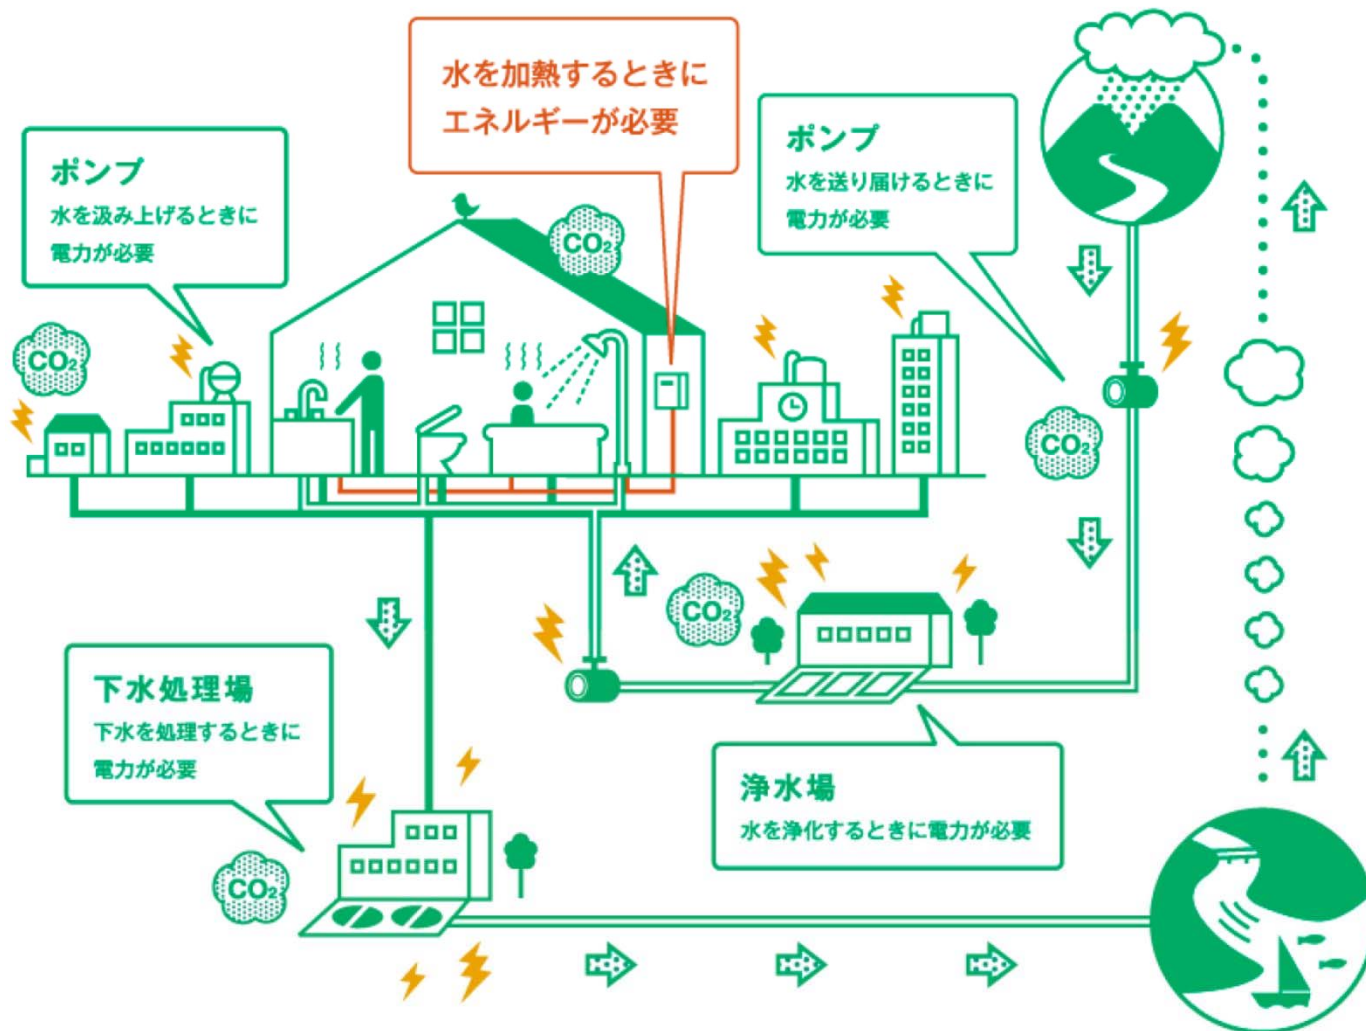 水を加熱するときに
エネルギーが必要
ポンプ
水を汲み上げるときに
電力が必要
ポンプ
水を送り届けるときに
電力が必要
CO₂
CO₂
CO₂
CO₂
下水処理場
下水を処理するときに
電力が必要
浄水場
水を浄化するときに電力が必要
CO₂